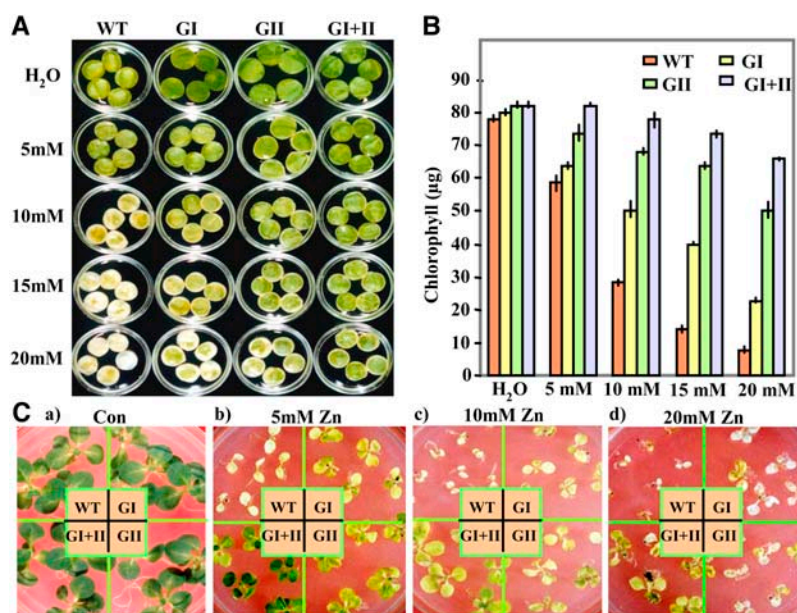 A
WT GI GII GI+II
H₂O
5mM
10mM
15mM
20mM
B
WT GI
GII GI+II
Chlorophyll (µg)
90
80
70
60
50
40
30
20
10
0
H₂O 5 mM 10 mM 15 mM 20 mM
C a) Con b) 5mM Zn c) 10mM Zn d) 20mM Zn
WT GI WT GI WT GI WT GI
GI+II GII GI+II GII GI+II GII GI+II GII